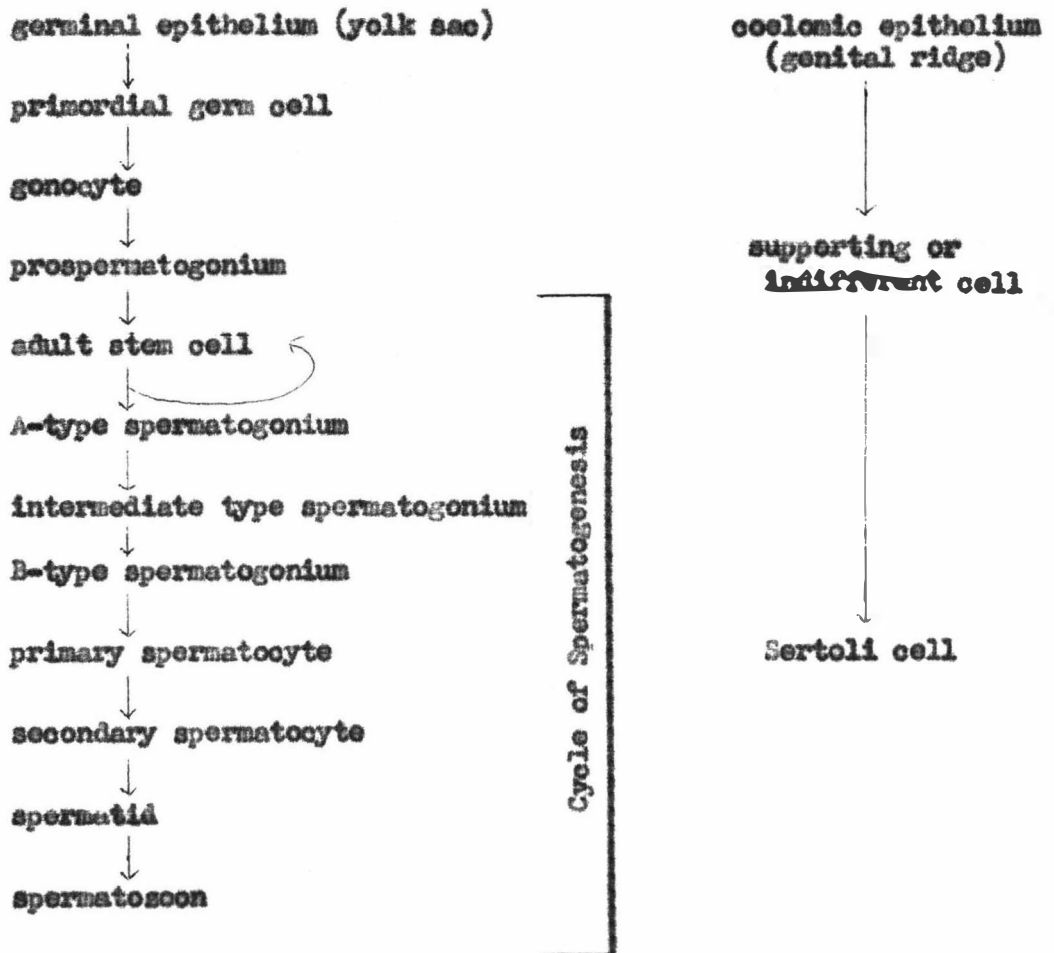 germinal epithelium (yolk sac)
primordial germ cell
gonocyte
prospermatogonium
adult stem cell
A-type spermatogonium
intermediate type spermatogonium
B-type spermatogonium
primary spermatocyte
secondary spermatocyte
spermatid
spermatosoon
Cycle of Spermatogenesis
coelomic epithelium
(genital ridge)
supporting or
indifferent cell
Sertoli cell